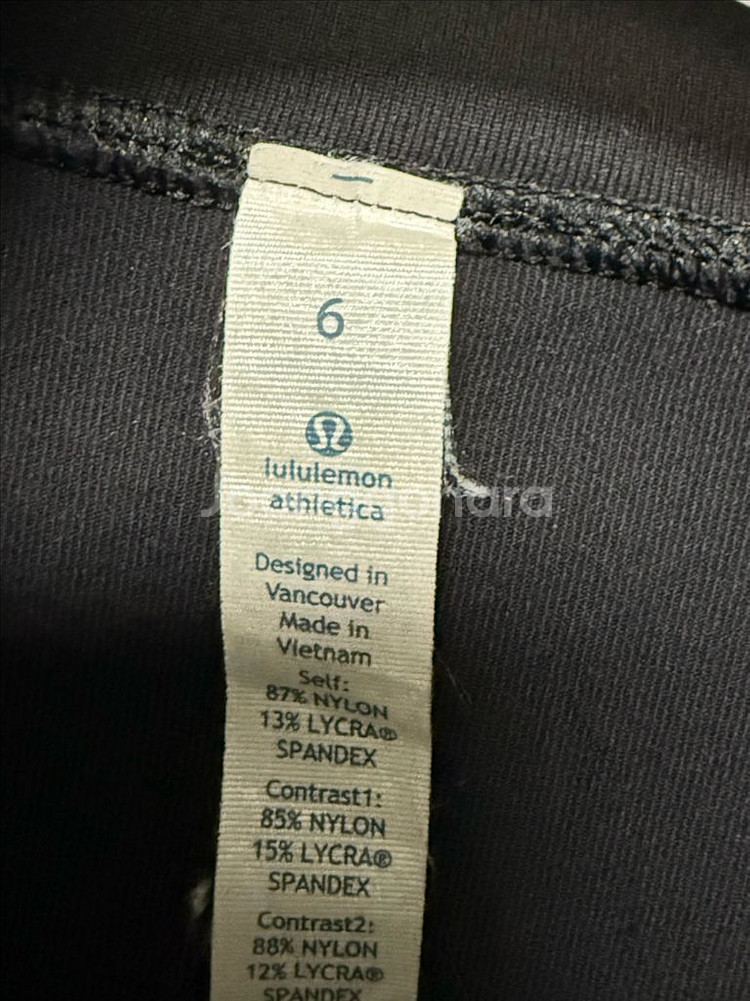 6
lululemon
athletica
Designed in
Vancouver
Made in
Vietnam
Self:
87% NYLON
13% LYCRA®
SPANDEX
Contrast1:
85% NYLON
15% LYCRA®
SPANDEX
Contrast2:
88% NYLON
12% LYCRA®
SPANDEX